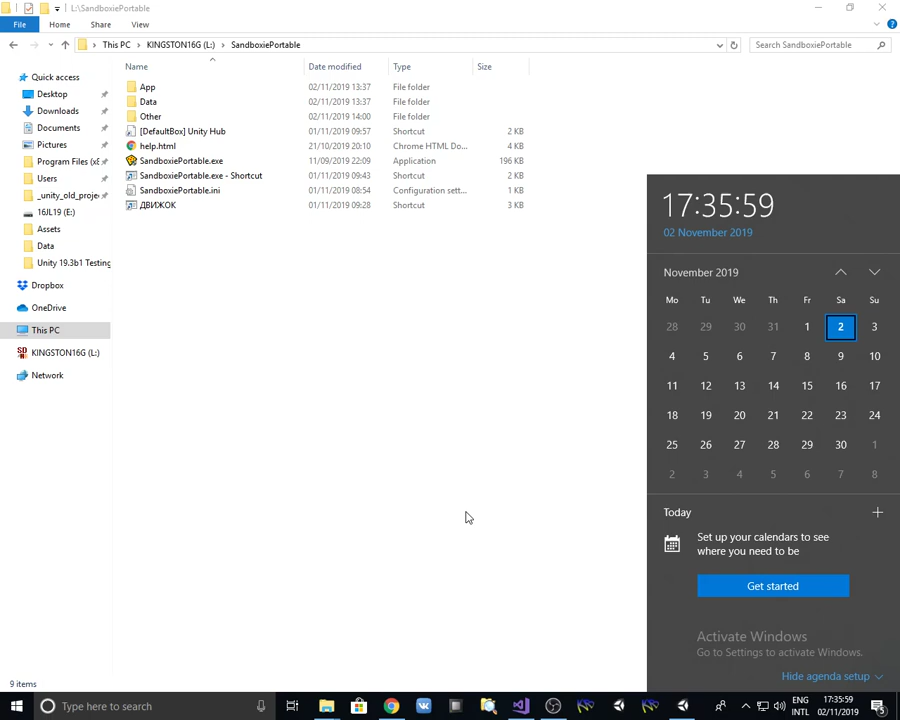 L:\SandboxiePortable
File Home Share View
This PC KINGSTON16G (L:) SandboxiePortable
Search SandboxiePortable
Name Date modified Type Size
Quick access
Desktop
Downloads
Documents
Pictures
Program Files (x8
Users
_unity_old_proje
16JL19 (E:)
Assets
Data
Unity 19.3b1 Testing
Dropbox
OneDrive
This PC
KINGSTON16G (L:)
Network
App 02/11/2019 13:37 File folder
Data 02/11/2019 13:37 File folder
Other 02/11/2019 14:00 File folder
[DefaultBox] Unity Hub 01/11/2019 09:57 Shortcut 2 KB
help.html 21/10/2019 20:10 Chrome HTML Do... 4 KB
SandboxiePortable.exe 11/09/2019 22:09 Application 196 KB
SandboxiePortable.exe - Shortcut 01/11/2019 09:43 Shortcut 2 KB
SandboxiePortable.ini 01/11/2019 08:54 Configuration sett... 1 KB
ДВИЖОК 01/11/2019 09:28 Shortcut 3 KB
17:35:59
02 November 2019
November 2019
Mo Tu We Th Fr Sa Su
28 29 30 31 1 2 3
4 5 6 7 8 9 10
11 12 13 14 15 16 17
18 19 20 21 22 23 24
25 26 27 28 29 30 1
2 3 4 5 6 7 8
Today
Set up your calendars to see
where you need to be
Get started
Activate Windows
Go to Settings to activate Windows.
Hide agenda setup
9 items
Type here to search
ENG
INTL
17:35:59
02/11/2019
5